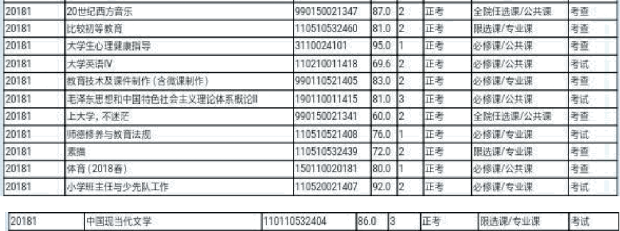 20181 20世纪西方音乐 990150021347 87.0 2 正考 全院任选课/公共课 考查
20181 比较初等教育 110510532460 81.0 2 正考 限选课/专业课 考查
20181 大学生心理健康指导 3110024101 95.0 1 正考 必修课/公共课 考查
20181 大学英语Ⅳ 110210011418 69.6 2 正考 必修课/公共课 考试
20181 教育技术及课件制作(含微课制作) 990110521405 83.0 2 正考 必修课/专业课 考查
20181 毛泽东思想和中国特色社会主义理论体系概论Ⅱ 190110011415 81.0 3 正考 必修课/公共课 考试
20181 上大学，不迷茫 990150021341 60.0 2 正考 全院任选课/公共课 考查
20181 师德修养与教育法规 110510521408 76.0 1 正考 必修课/专业课 考试
20181 素描 110510532439 72.0 2 正考 限选课/专业课 考查
20181 体育(2018春) 150110020181 80.0 1 正考 必修课/公共课 考查
20181 小学班主任与少先队工作 110520021407 92.0 2 正考 必修课/专业课 考试
20181 中国现当代文学 110110532404 86.0 3 正考 限选课/专业课 考试